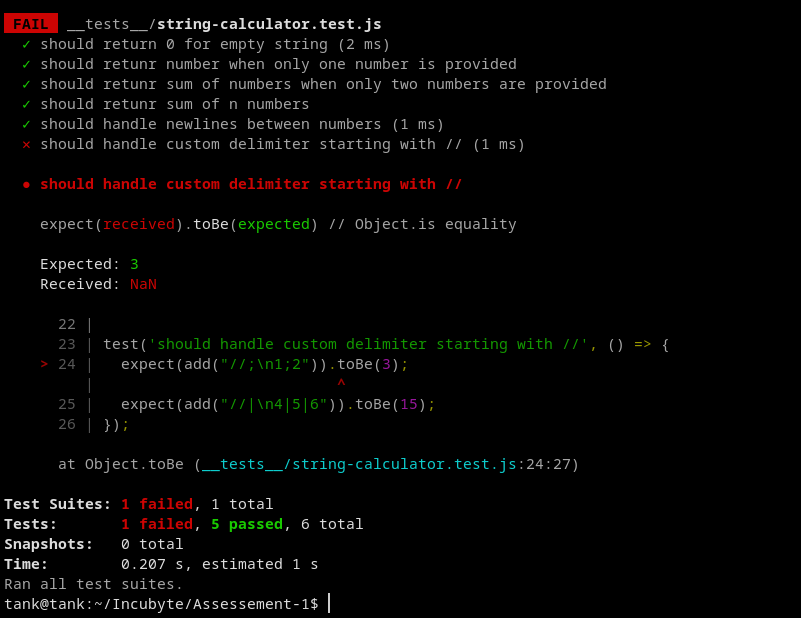 FAIL __tests__/string-calculator.test.js
✓ should return 0 for empty string (2 ms)
✓ should retunr number when only one number is provided
✓ should retunr sum of numbers when only two numbers are provided
✓ should retunr sum of n numbers
✓ should handle newlines between numbers (1 ms)
✕ should handle custom delimiter starting with // (1 ms)
● should handle custom delimiter starting with //
expect(received).toBe(expected) // Object.is equality
Expected: 3
Received: NaN
22 |
23 | test('should handle custom delimiter starting with //', () => {
> 24 |   expect(add("//;\n1;2")).toBe(3);
|                           ^
25 |   expect(add("//|\n4|5|6")).toBe(15);
26 | });
at Object.toBe (__tests__/string-calculator.test.js:24:27)
Test Suites: 1 failed, 1 total
Tests:       1 failed, 5 passed, 6 total
Snapshots:   0 total
Time:        0.207 s, estimated 1 s
Ran all test suites.
tank@tank:~/Incubyte/Assessement-1$